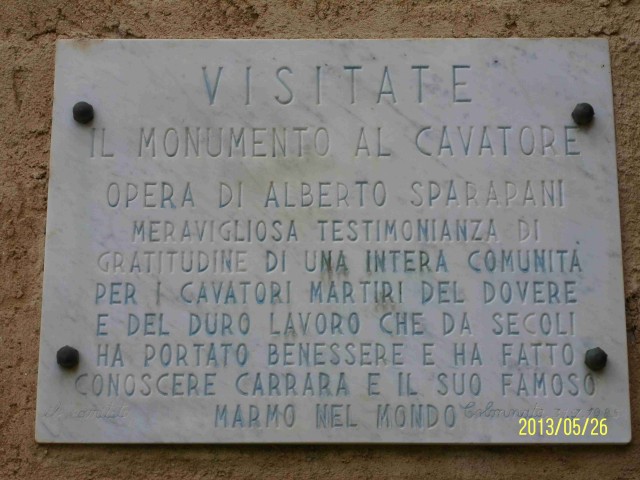 VISITATE
IL MONUMENTO AL CAVATORE
OPERA DI ALBERTO SPARAPANI
MERAVIGLIOSA TESTIMONIANZA DI
GRATITUDINE DI UNA INTERA COMUNITÀ
PER I CAVATORI MARTIRI DEL DOVERE
E DEL DURO LAVORO CHE DA SECOLI
HA PORTATO BENESSERE E HA FATTO
CONOSCERE CARRARA E IL SUO FAMOSO
MARMO NEL MONDO
2013/05/26